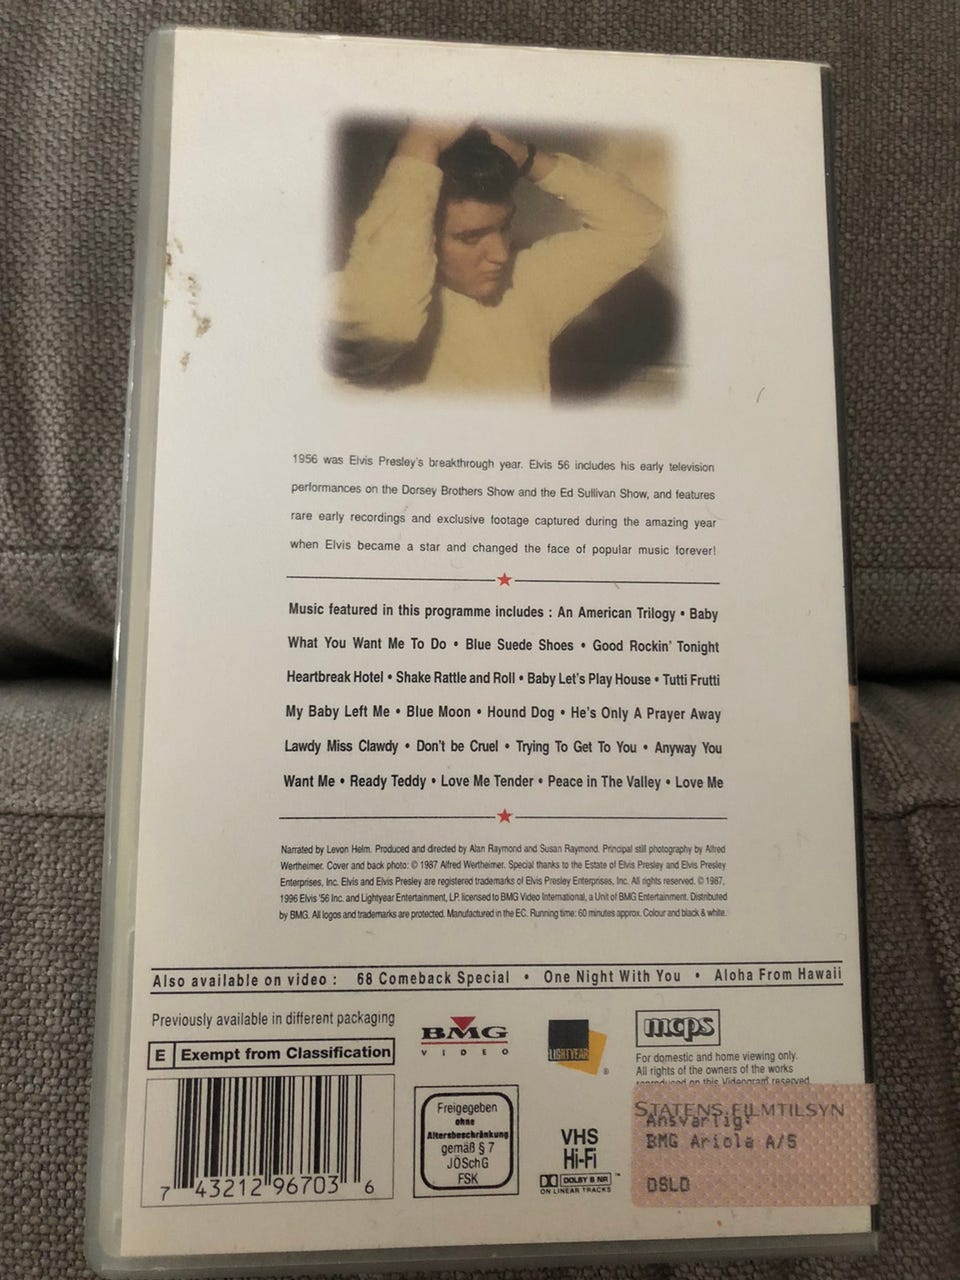 1956 was Elvis Presley's breakthrough year. Elvis 56 includes his early television
performances on the Dorsey Brothers Show and the Ed Sullivan Show, and features
rare early recordings and exclusive footage captured during the amazing year
when Elvis became a star and changed the face of popular music forever!
Music featured in this programme includes : An American Trilogy • Baby
What You Want Me To Do • Blue Suede Shoes • Good Rockin' Tonight
Heartbreak Hotel • Shake Rattle and Roll • Baby Let's Play House • Tutti Frutti
My Baby Left Me • Blue Moon • Hound Dog • He's Only A Prayer Away
Lawdy Miss Clawdy • Don't be Cruel • Trying To Get To You • Anyway You
Want Me • Ready Teddy • Love Me Tender • Peace in The Valley • Love Me
Narrated by Levon Helm. Produced and directed by Alan Raymond and Susan Raymond. Principal still photography by Alfred
Wertheimer. Cover and back photo: © 1987 Alfred Wertheimer. Special thanks to the Estate of Elvis Presley and Elvis Presley
Enterprises, Inc. Elvis and Elvis Presley are registered trademarks of Elvis Presley Enterprises, Inc. All rights reserved. © 1987,
1996 Elvis '56 Inc. and Lightyear Entertainment, LP. licensed to BMG Video International, a Unit of BMG Entertainment. Distributed
by BMG. All logos and trademarks are protected. Manufactured in the EC. Running time: 60 minutes approx. Colour and black & white.
Also available on video : 68 Comeback Special • One Night With You • Aloha From Hawaii
Previously available in different packaging
E Exempt from Classification
BMG
VIDEO
LIGHTYEAR
®
mcps
For domestic and home viewing only.
All rights of the owners of the works
reproduced on this Videogram reserved
7 43212 96703 6
Freigegeben
ohne
Altersbeschränkung
gemäß § 7
JÖSchG
FSK
VHS
Hi-Fi
DOLBY B NR ™
ON LINEAR TRACKS
STATENS FILMTILSYN
Ansvarlig:
BMG Ariola A/S
OSLO